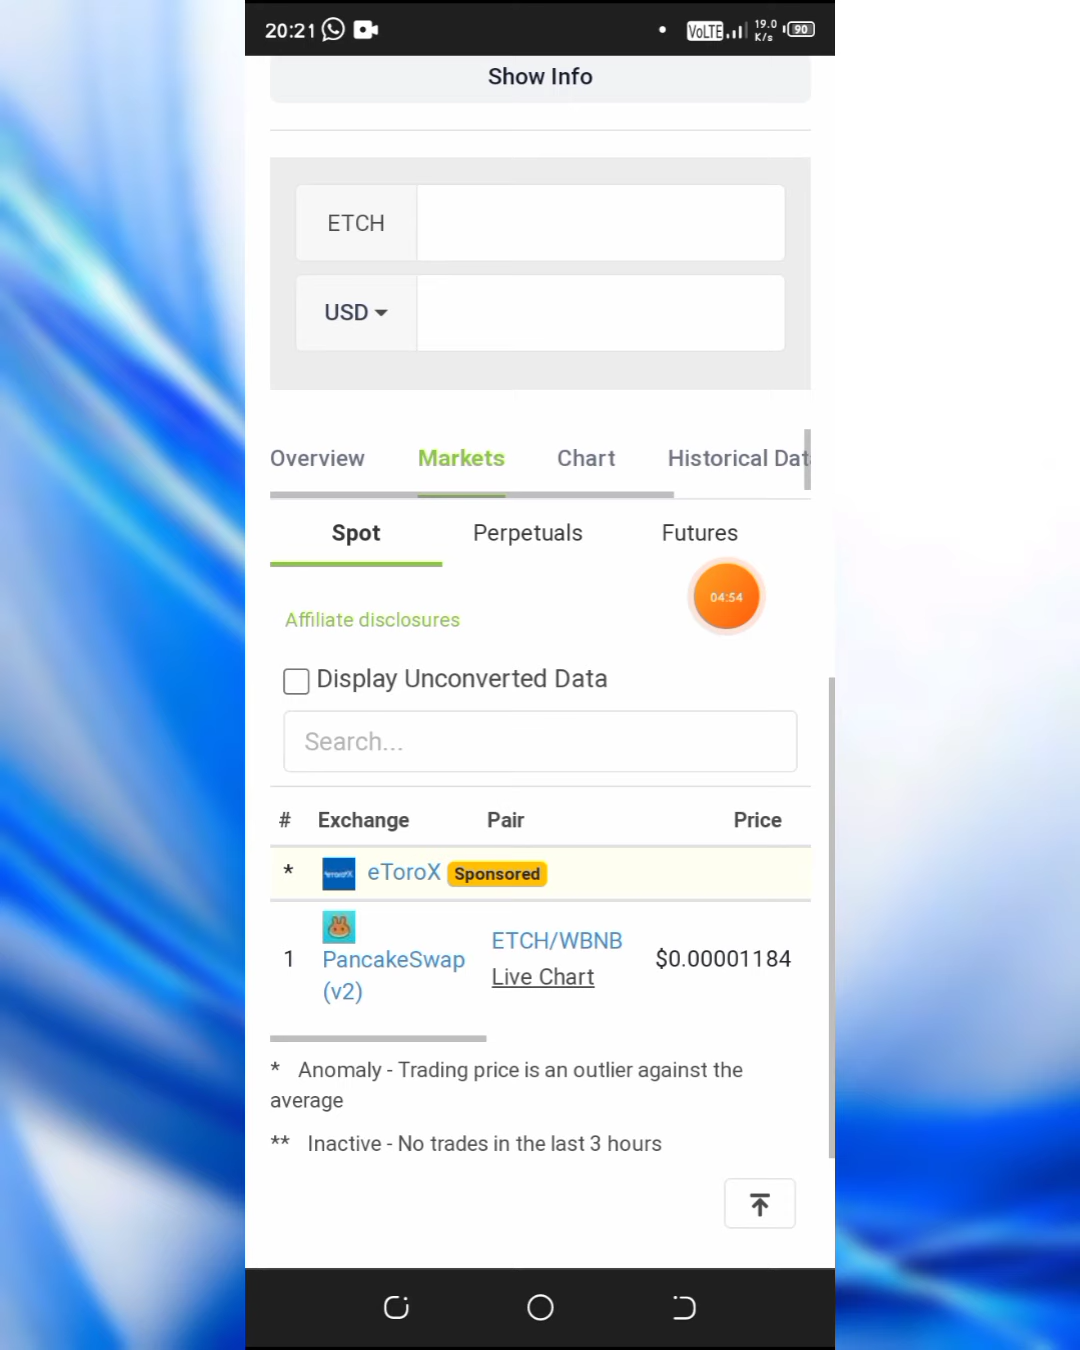 20:21 VoLTE 19.0 K/s 90
Show Info
ETCH
USD
Overview Markets Chart Historical Dat
Spot Perpetuals Futures
04:54
Affiliate disclosures
Display Unconverted Data
Search...
# Exchange Pair Price
* eToroX Sponsored
1 PancakeSwap (v2) ETCH/WBNB $0.00001184
Live Chart
* Anomaly - Trading price is an outlier against the
average
** Inactive - No trades in the last 3 hours